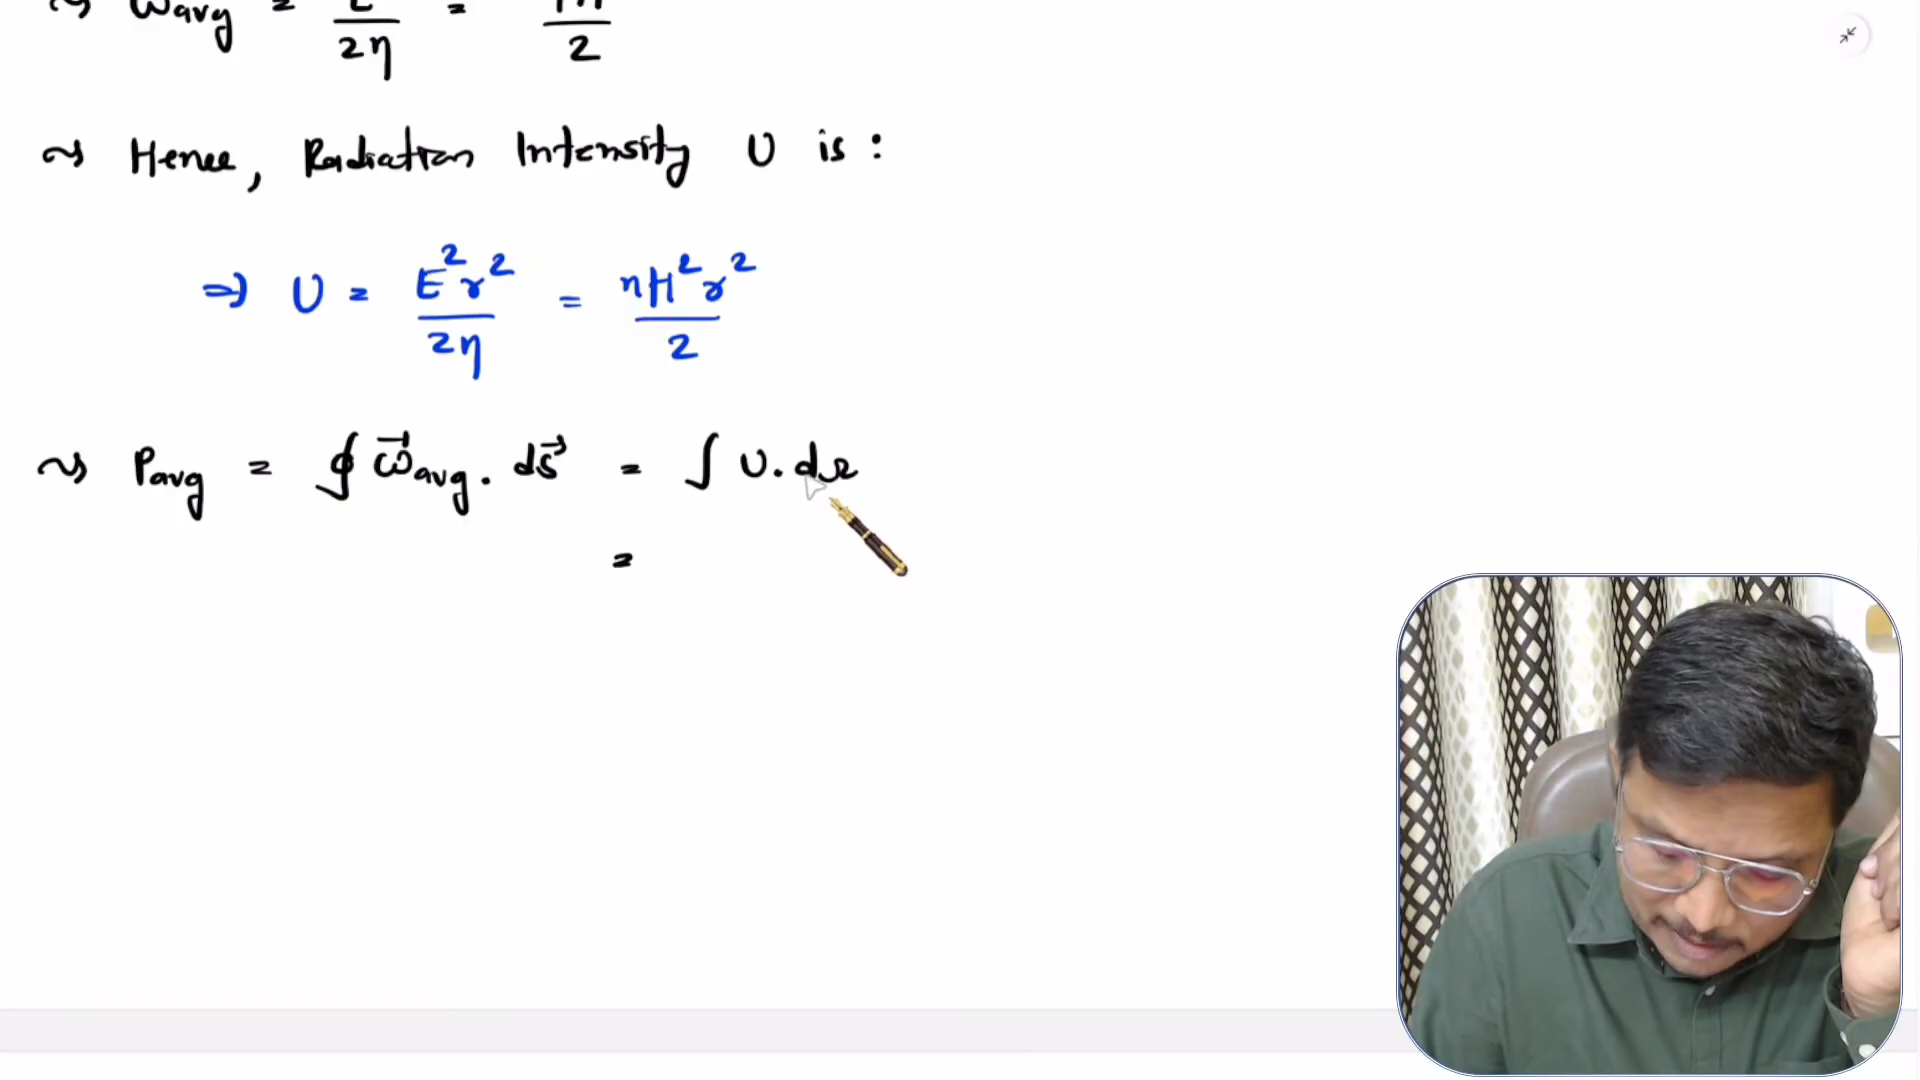 ⇝ Wavg = E²/2η = ηH²/2
⇝ Hence, Radiation Intensity U is :
⇒ U = E²r²/2η = ηH²r²/2
⇝ Pavg = ∮ W⃗avg . ds⃗ = ∫ U . dΩ
=